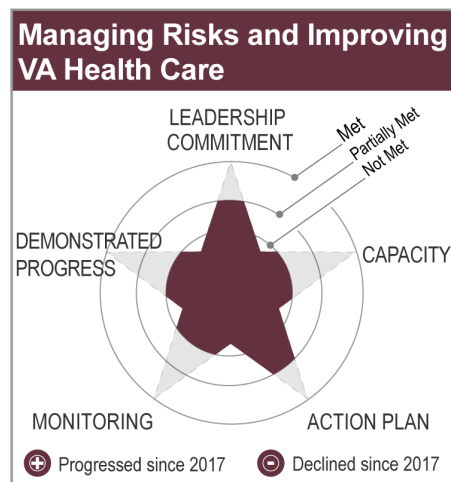 Managing Risks and Improving
VA Health Care
LEADERSHIP
COMMITMENT
Met
Partially Met
Not Met
DEMONSTRATED
PROGRESS
CAPACITY
MONITORING
ACTION PLAN
+ Progressed since 2017
- Declined since 2017